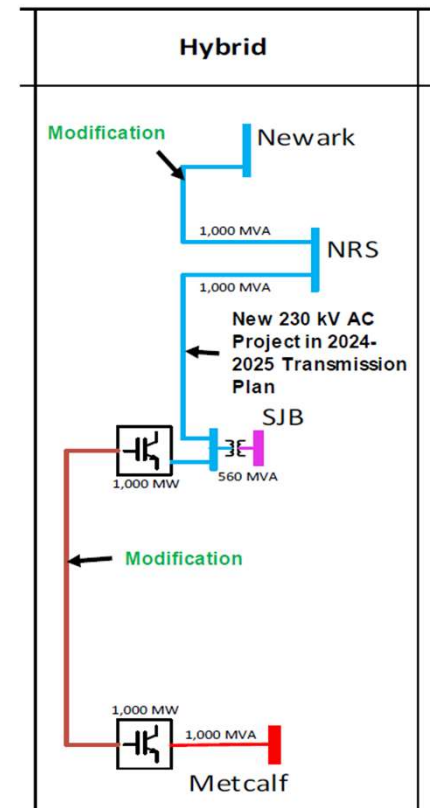 Hybrid
Modification
Newark
1,000 MVA
NRS
1,000 MVA
New 230 kV AC
Project in 2024-
2025 Transmission
Plan
SJB
1,000 MW
560 MVA
Modification
1,000 MW
1,000 MVA
Metcalf